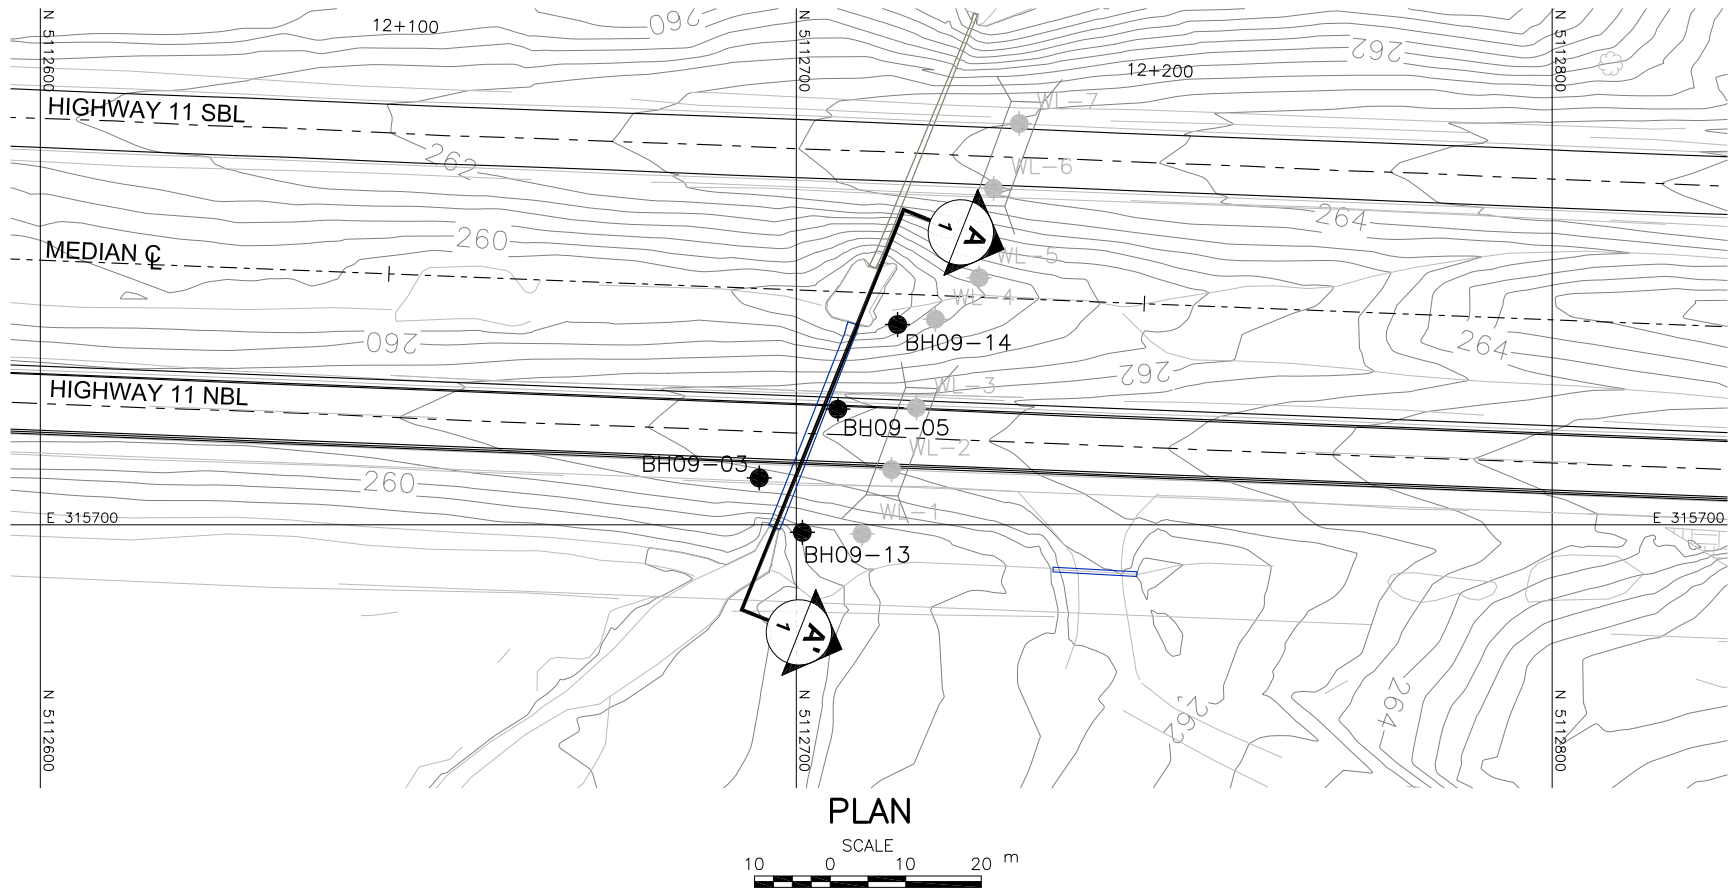 N 5112600
N 5112700
N 5112800
12+100
260
262
12+200
HIGHWAY 11 SBL
WL-7
262
WL-6
264
260
A
1
MEDIAN ℄
WL-5
WL-4
BH09-14
260
264
262
HIGHWAY 11 NBL
WL-3
BH09-05
WL-2
BH09-03
260
WL-1
E 315700
E 315700
BH09-13
A'
1
262
264
N 5112600
N 5112700
N 5112800
PLAN
SCALE
10 0 10 20 m